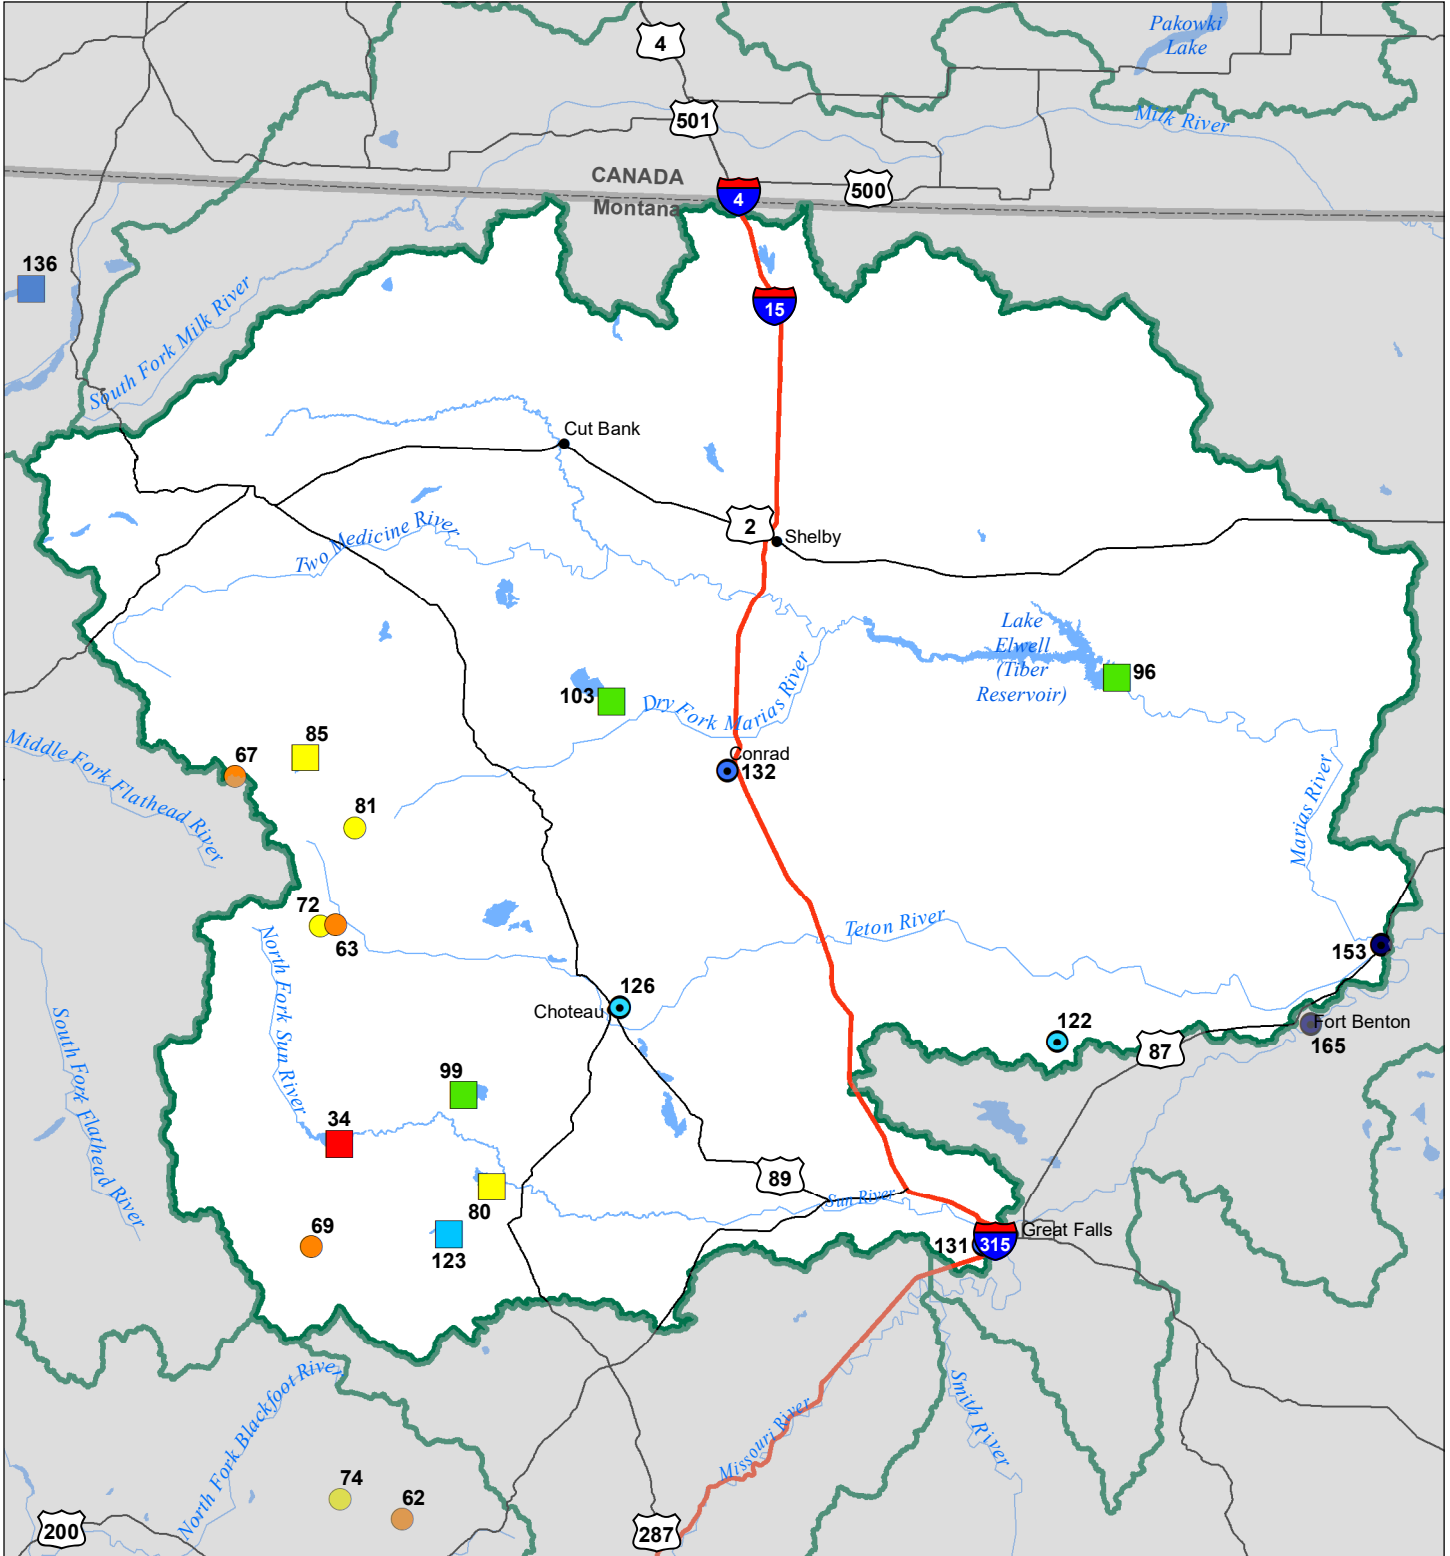 Pakowki
Lake
4
501
Milk River
CANADA
Montana
4
500
136
15
South Fork Milk River
Cut Bank
2
Shelby
Two Medicine River
Lake
Elwell
(Tiber
Reservoir)
96
103
Dry Fork Marias River
Middle Fork Flathead River
85
67
Conrad
132
81
Marias River
72
63
North Fork Sun River
Teton River
153
126
Choteau
122
Fort Benton
165
87
South Fork Flathead River
99
34
89
Sun River
80
69
123
131
315
Great Falls
North Fork Blackfoot River
Missouri River
Smith River
74
62
200
287